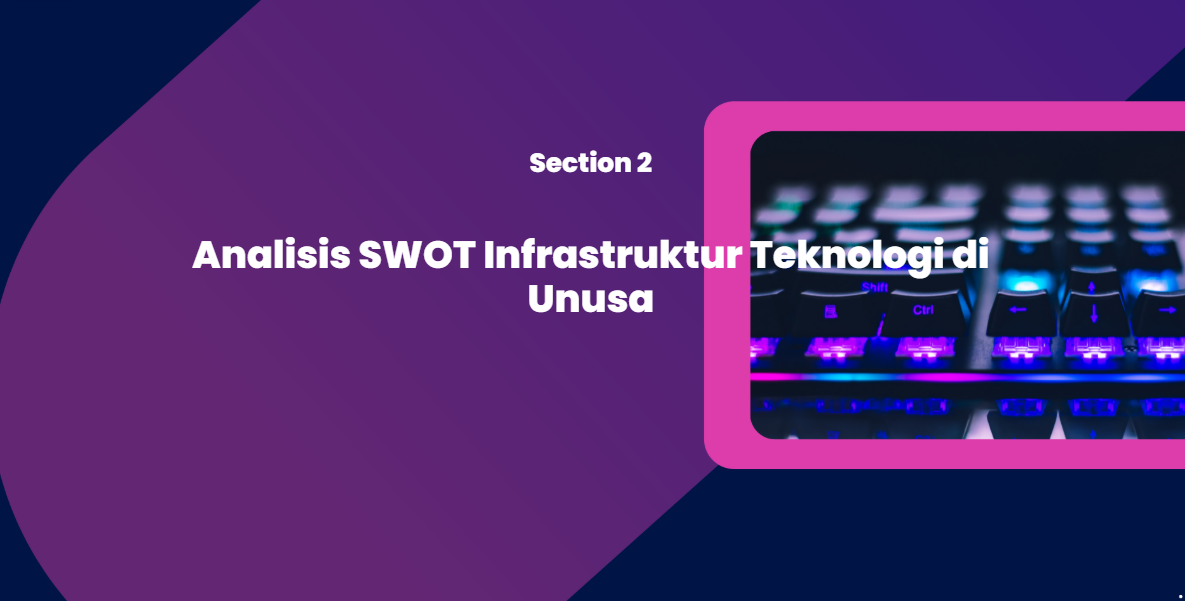 Section 2
Analisis SWOT Infrastruktur Teknologi di
Unusa
Shift
Ctrl